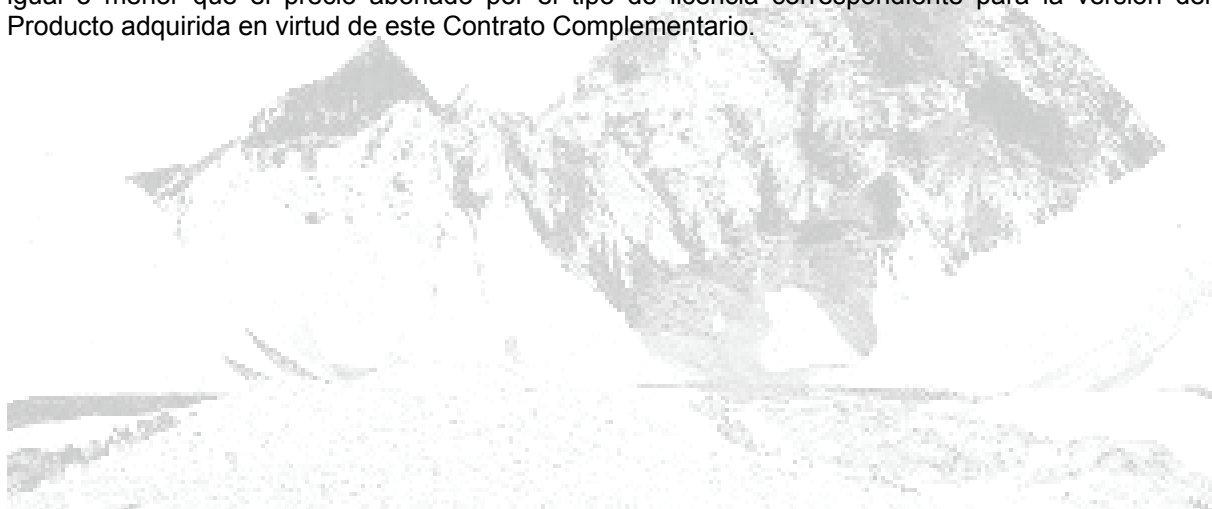 igual o menor que el precio abonado por el tipo de licencia correspondiente para la versión del
Producto adquirida en virtud de este Contrato Complementario.